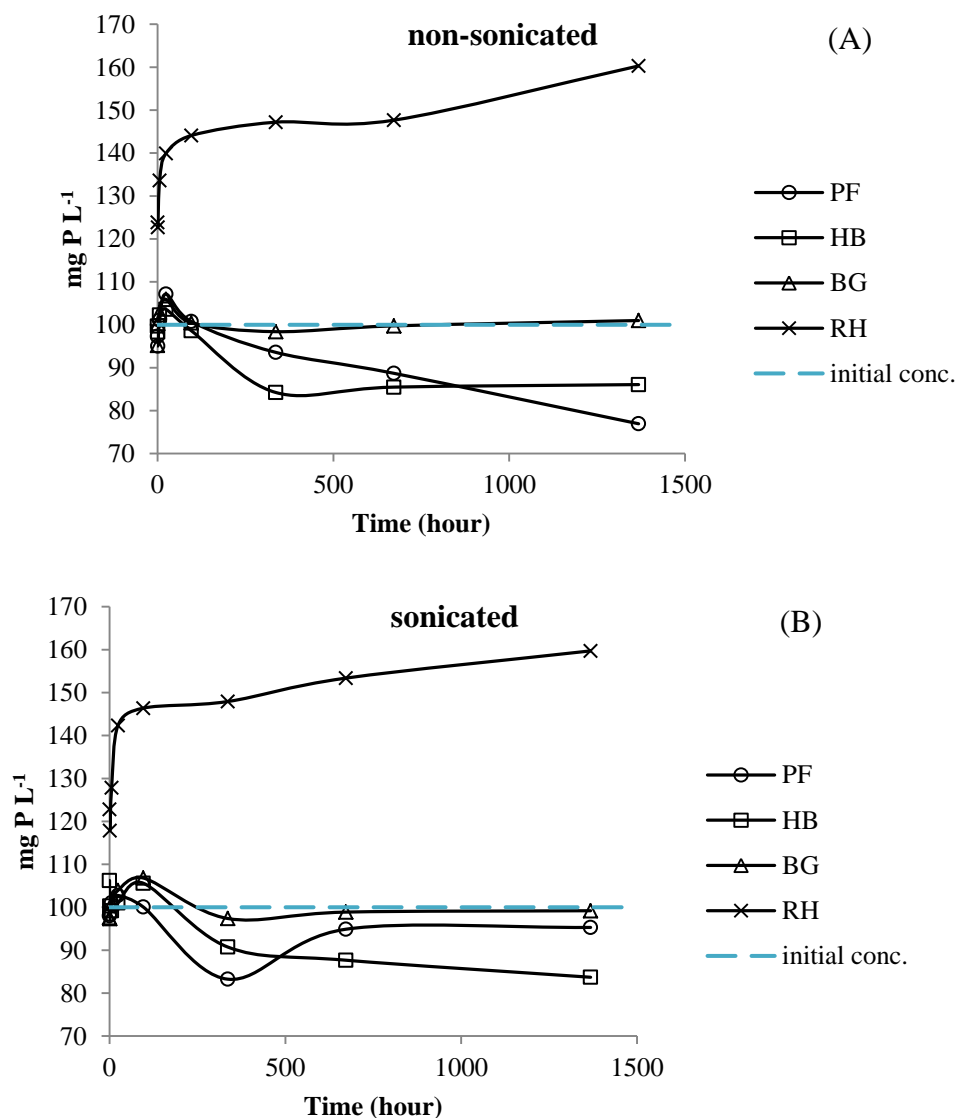 non-sonicated
(A)
170
160
150
140
130
120
110
100
90
80
70
mg P L⁻¹
0
500
1000
1500
Time (hour)
PF
HB
BG
RH
initial conc.
sonicated
(B)
170
160
150
140
130
120
110
100
90
80
70
mg P L⁻¹
0
500
1000
1500
Time (hour)
PF
HB
BG
RH
initial conc.